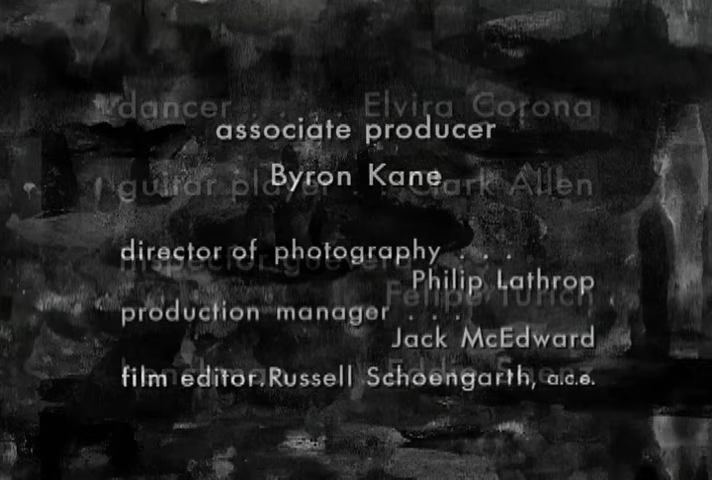 dancer . . . Elvira Corona
associate producer
Byron Kane
guitar player . . Mark Allen
director of photography . . .
Philip Lathrop
production manager . . .
Jack McEdward
film editor.Russell Schoengarth, a.c.e.